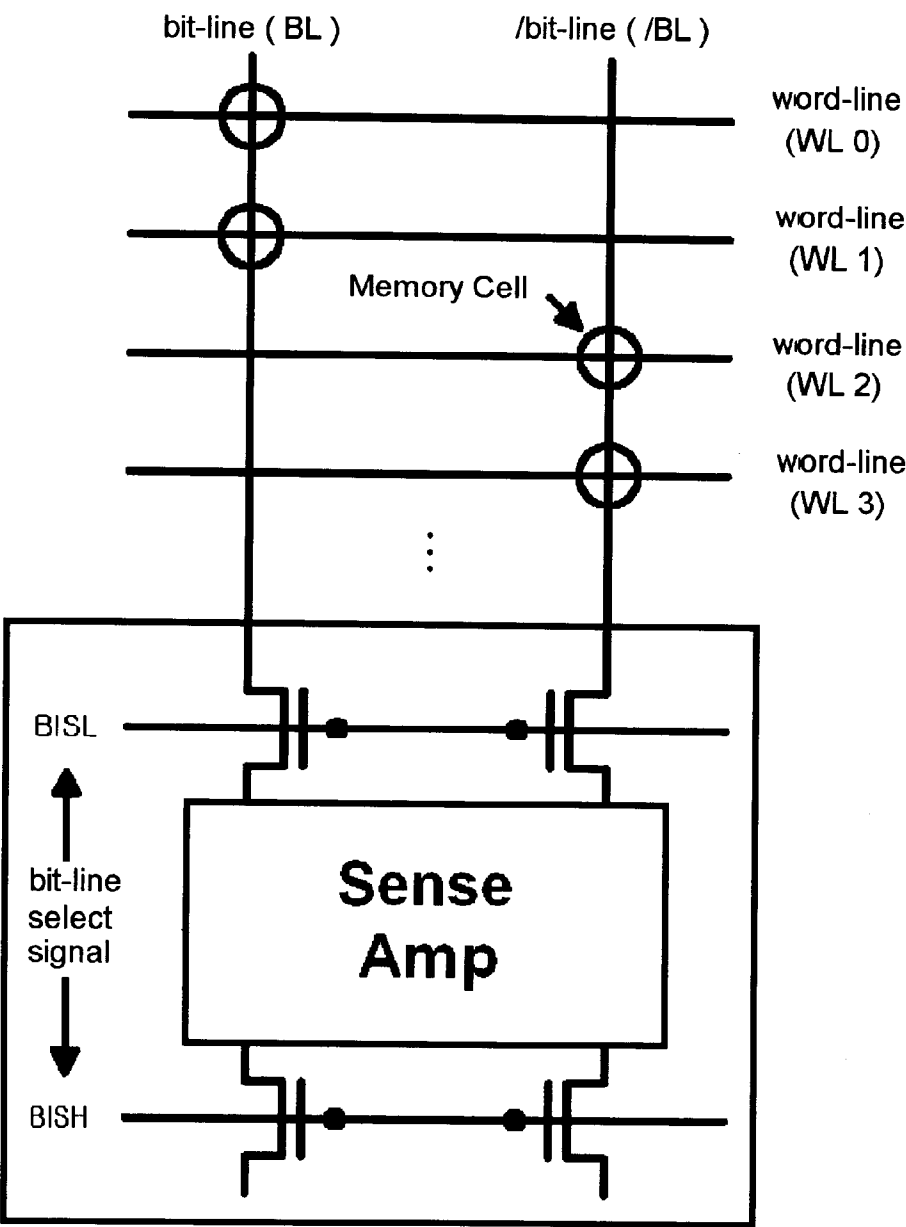 bit-line ( BL )
/bit-line ( /BL )
word-line
(WL 0)
word-line
(WL 1)
Memory Cell
word-line
(WL 2)
word-line
(WL 3)
BISL
bit-line
select
signal
Sense
Amp
BISH